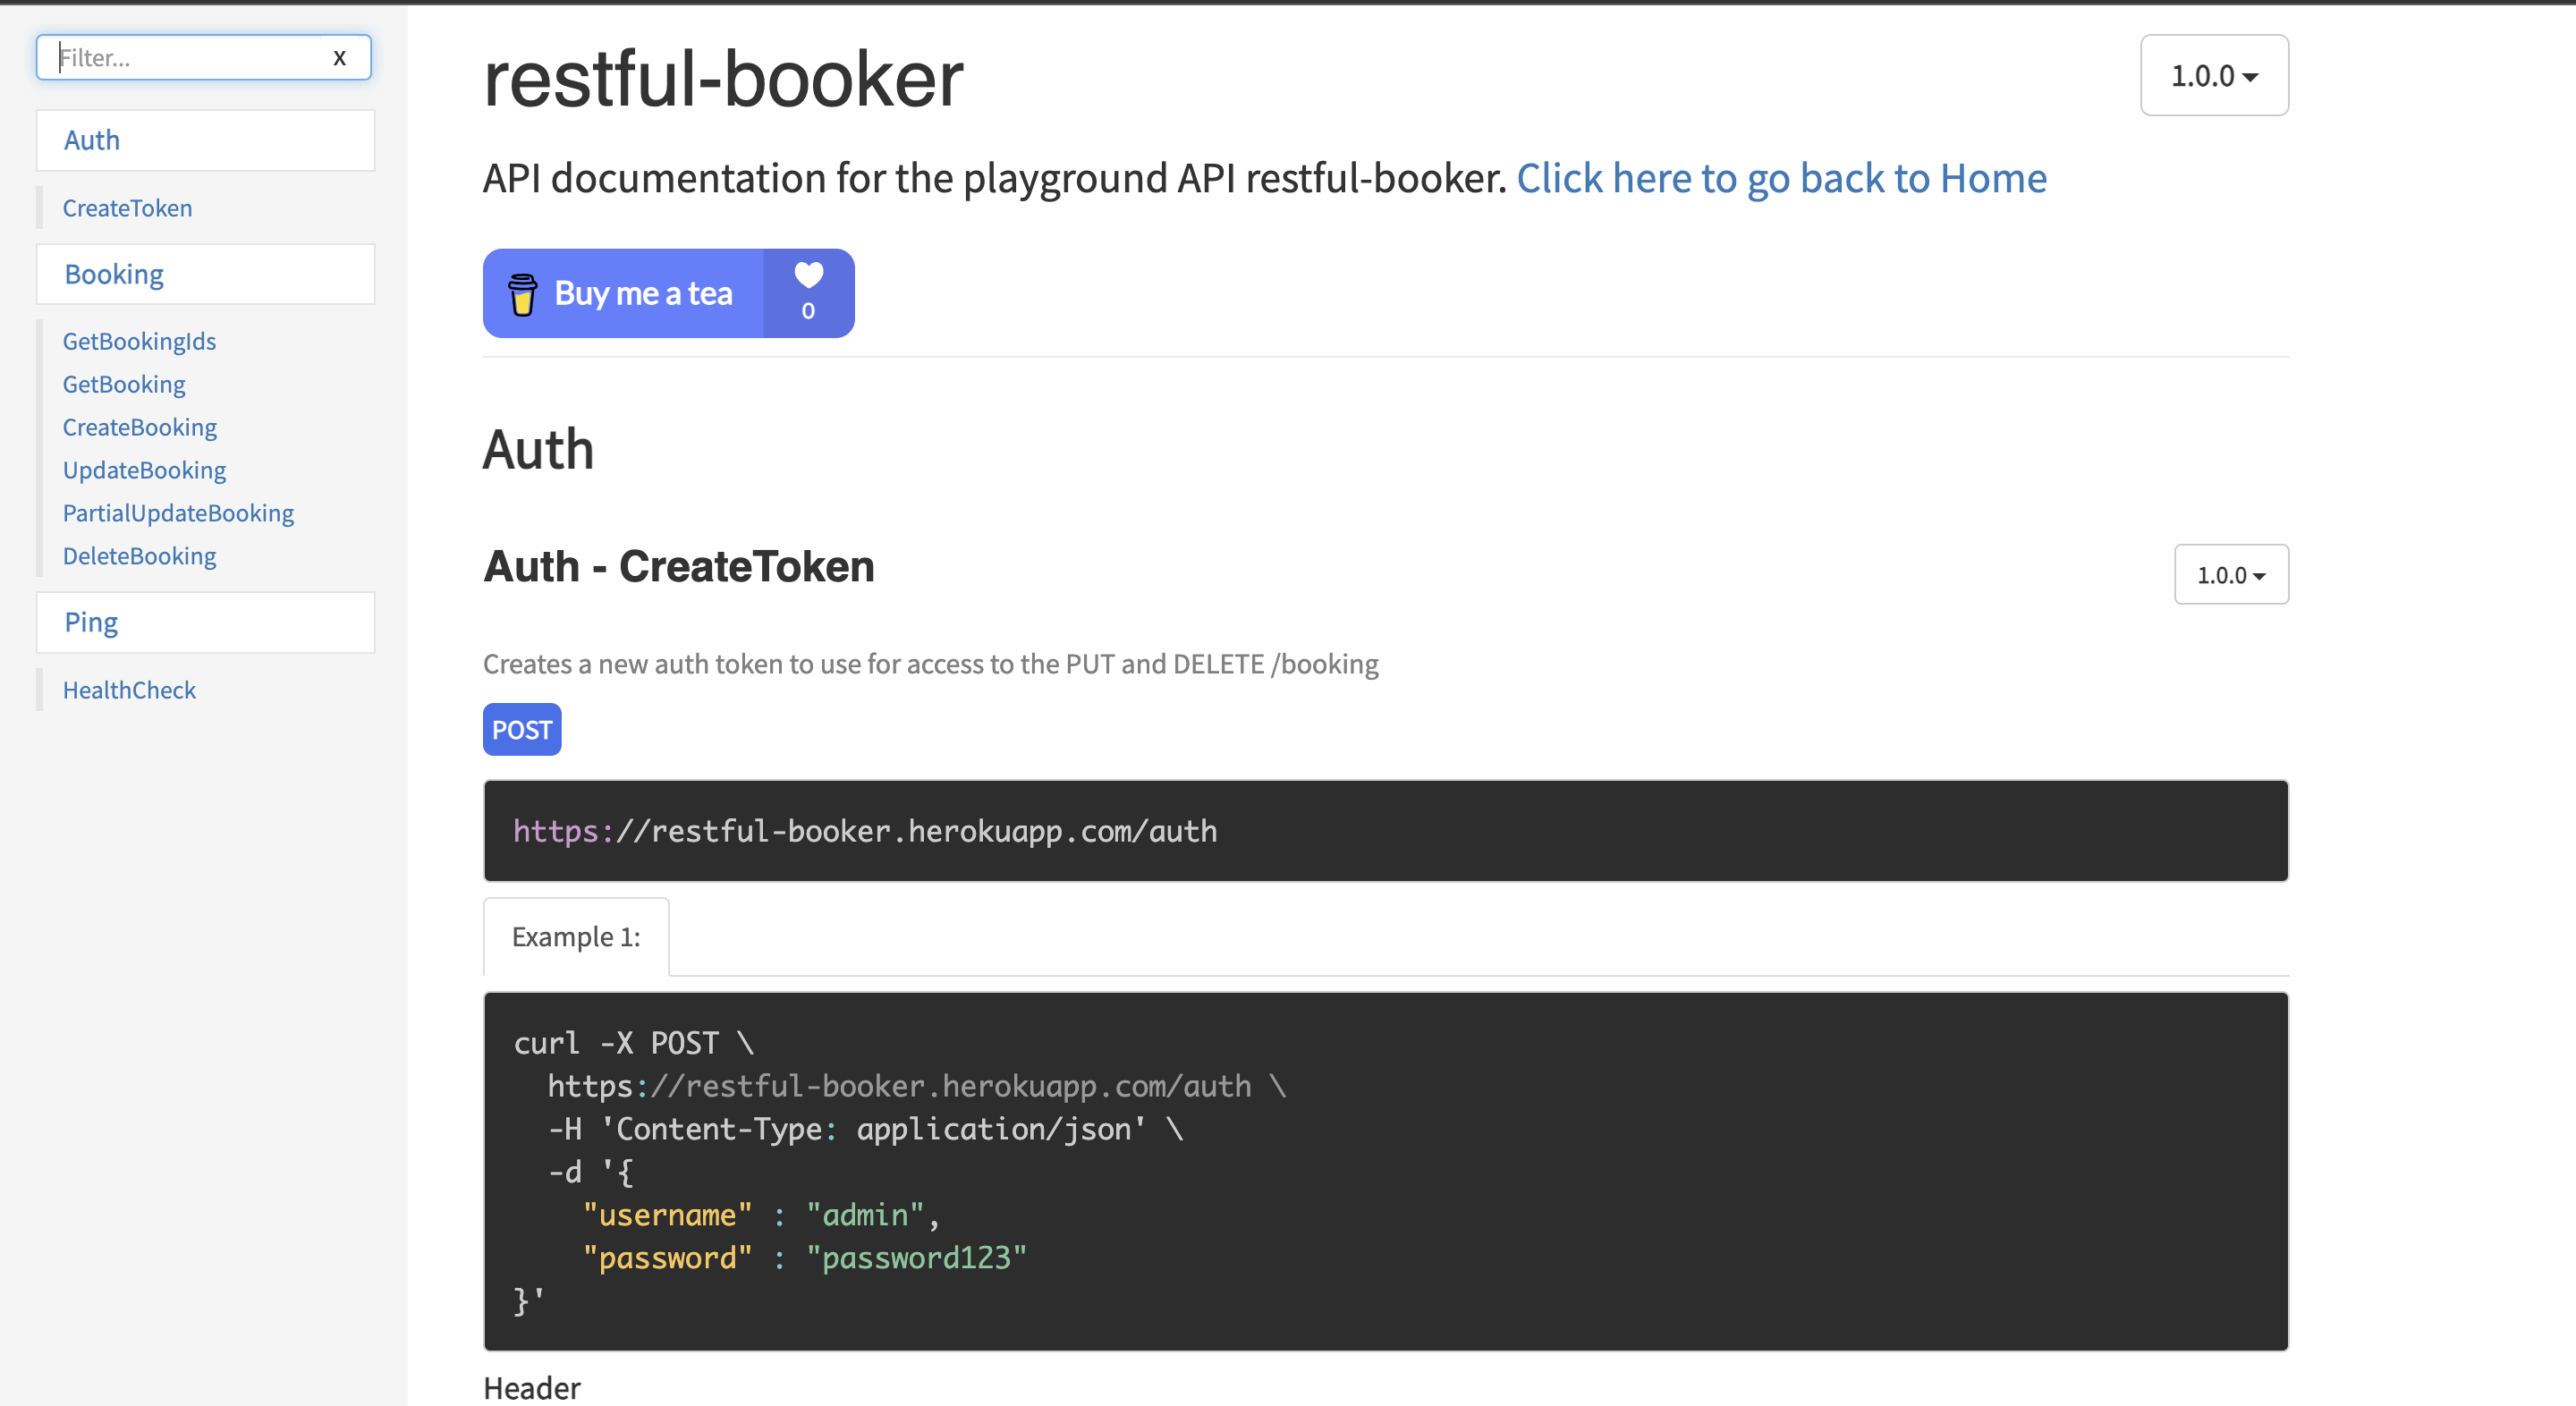 Filter...
x
Auth
CreateToken
Booking
GetBookingIds
GetBooking
CreateBooking
UpdateBooking
PartialUpdateBooking
DeleteBooking
Ping
HealthCheck
restful-booker
1.0.0
API documentation for the playground API restful-booker. Click here to go back to Home
Buy me a tea
0
Auth
Auth - CreateToken
1.0.0
Creates a new auth token to use for access to the PUT and DELETE /booking
POST
https://restful-booker.herokuapp.com/auth
Example 1:
curl -X POST \
  https://restful-booker.herokuapp.com/auth \
  -H 'Content-Type: application/json' \
  -d '{
    "username" : "admin",
    "password" : "password123"
}'
Header